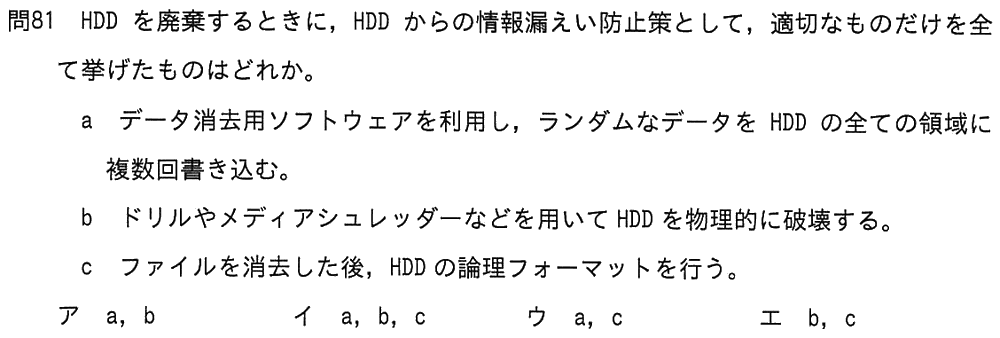 問81 HDD を廃棄するときに，HDD からの情報漏えい防止策として，適切なものだけを全
て挙げたものはどれか。
a データ消去用ソフトウェアを利用し，ランダムなデータを HDD の全ての領域に
複数回書き込む。
b ドリルやメディアシュレッダーなどを用いて HDD を物理的に破壊する。
c ファイルを消去した後，HDD の論理フォーマットを行う。
ア a，b イ a，b，c ウ a，c エ b，c